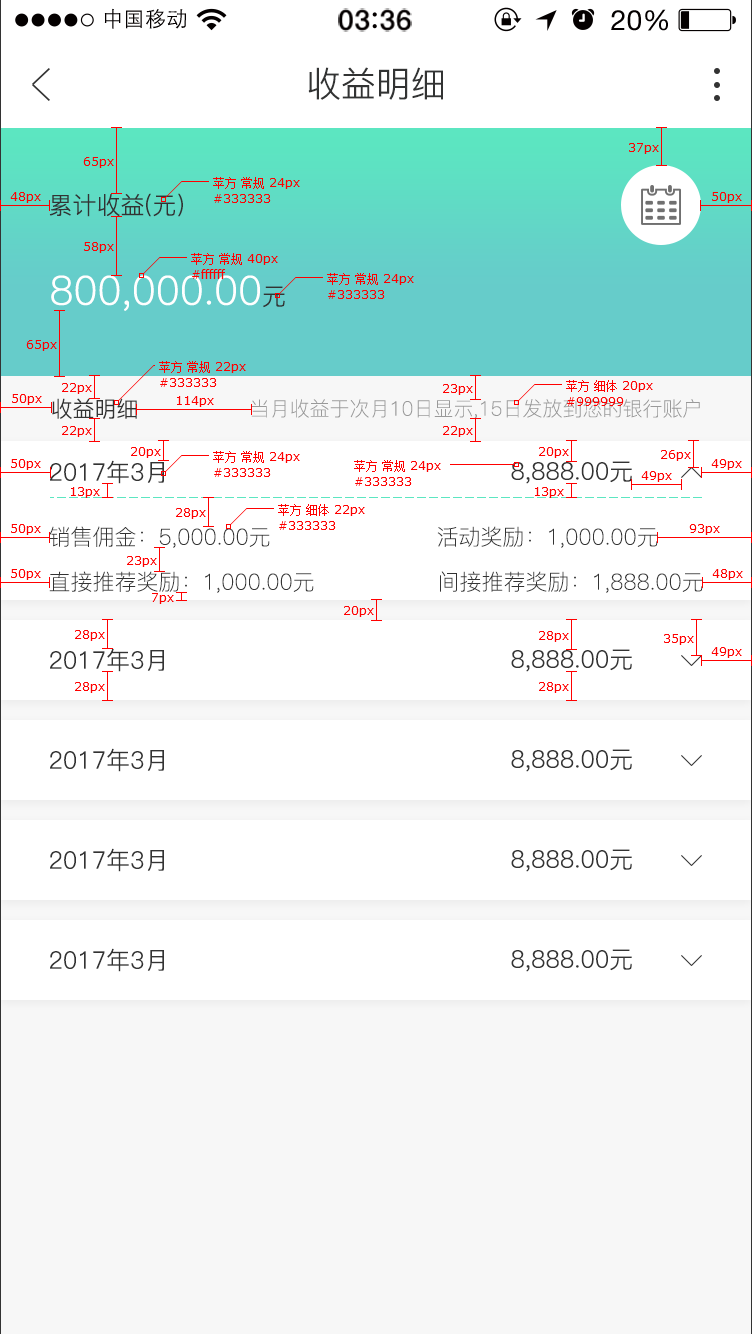 中国移动 03:36 20%
收益明细
65px 37px
苹方 常规 24px
#333333
48px 累计收益(元) 50px
58px
苹方 常规 40px
#ffffff
苹方 常规 24px
#333333
800,000.00元
65px
苹方 常规 22px
#333333
22px 23px
苹方 细体 20px
#999999
50px 收益明细 114px 当月收益于次月10日显示,15日发放到您的银行账户
22px 22px
20px 苹方 常规 24px
#333333
苹方 常规 24px
#333333
20px 26px
50px 2017年3月 8,888.00元 49px 49px
13px 13px
28px 苹方 细体 22px
#333333
50px 销售佣金：5,000.00元 活动奖励：1,000.00元 93px
23px
50px 直接推荐奖励：1,000.00元 间接推荐奖励：1,888.00元 48px
7px
20px
28px 28px 35px
2017年3月 8,888.00元 49px
28px 28px
2017年3月 8,888.00元
2017年3月 8,888.00元
2017年3月 8,888.00元